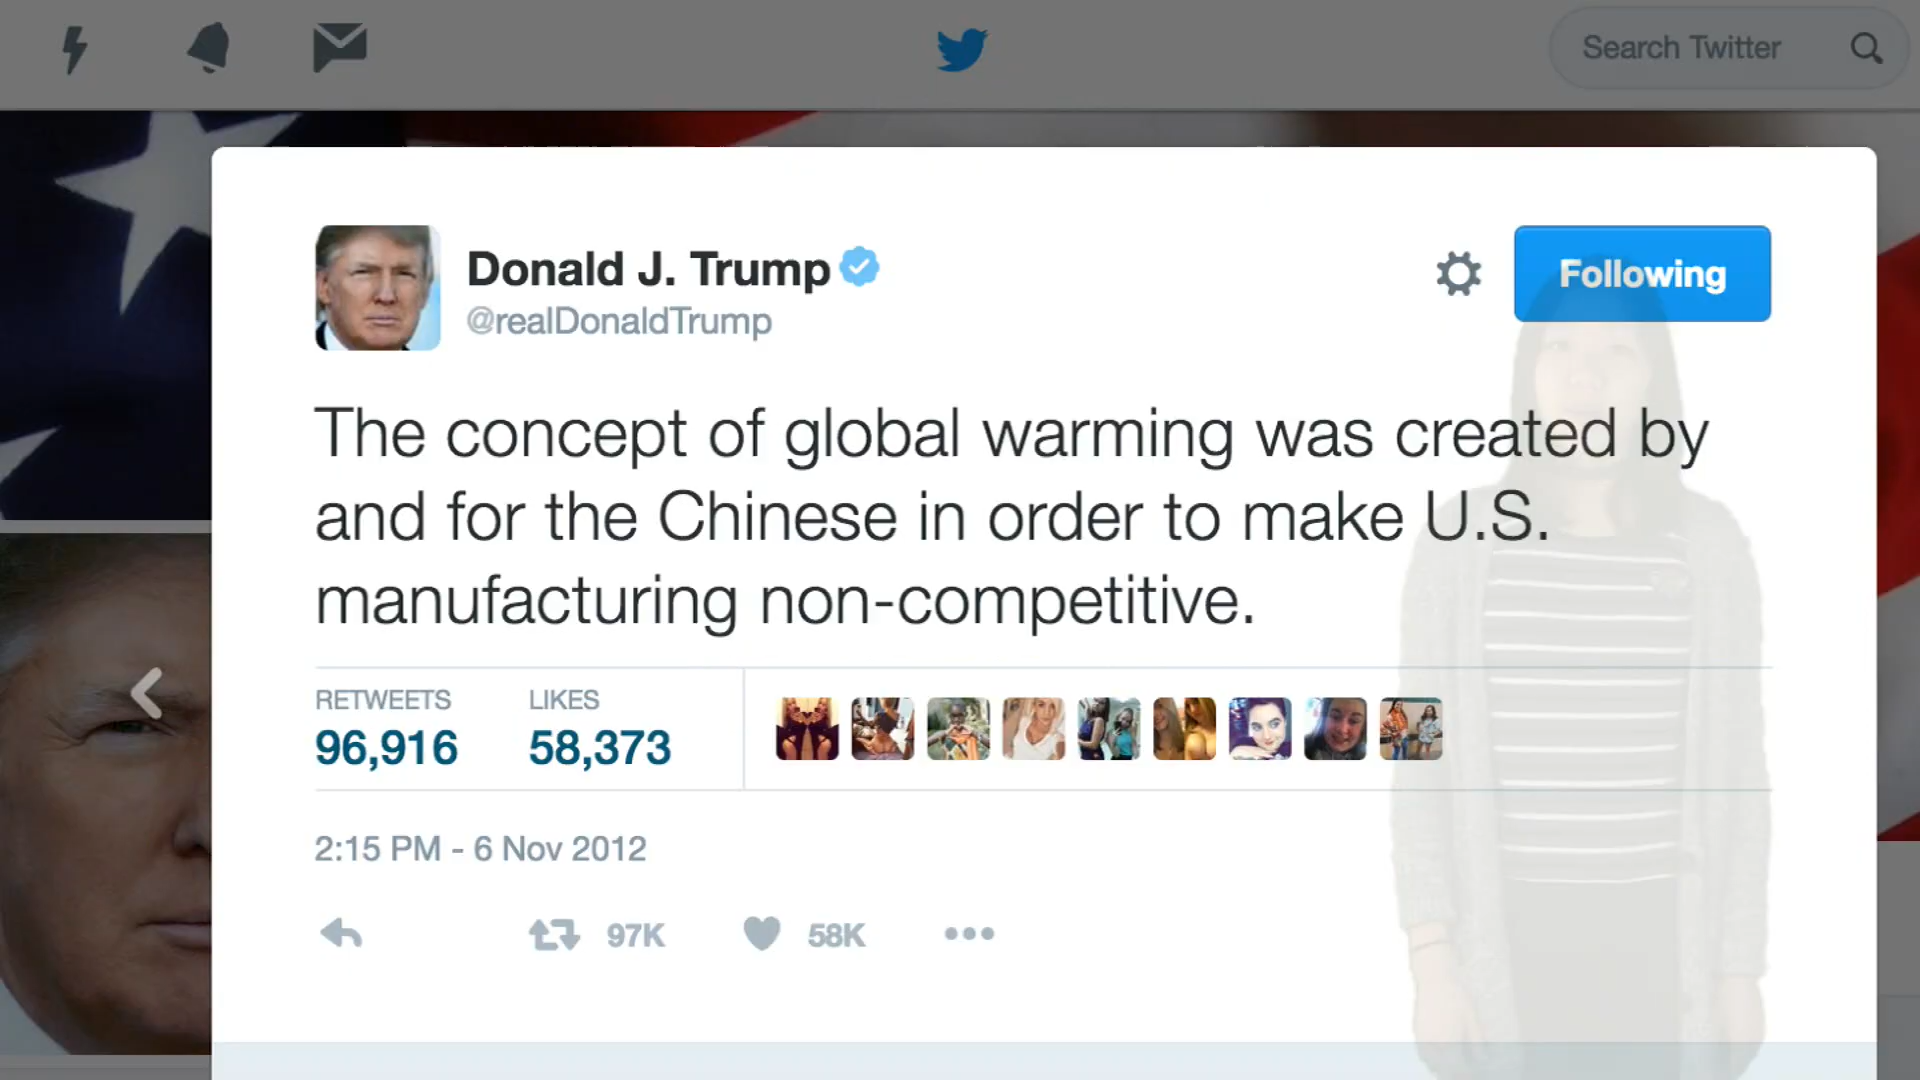 Search Twitter
Donald J. Trump
@realDonaldTrump
Following
The concept of global warming was created by
and for the Chinese in order to make U.S.
manufacturing non-competitive.
RETWEETS
LIKES
96,916
58,373
2:15 PM - 6 Nov 2012
97K
58K